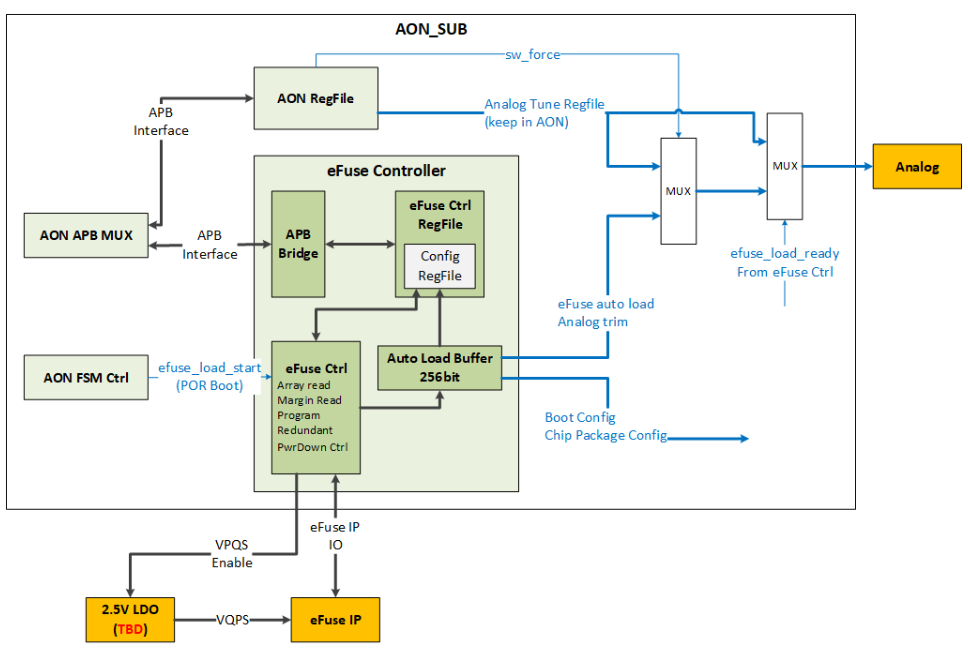 AON_SUB
sw_force
AON RegFile
APB
Interface
Analog Tune Regfile
(keep in AON)
MUX
MUX
Analog
eFuse Controller
AON APB MUX
APB
Interface
APB
Bridge
eFuse Ctrl
RegFile
Config
RegFile
efuse_load_ready
From eFuse Ctrl
eFuse auto load
Analog trim
AON FSM Ctrl
efuse_load_start
(POR Boot)
eFuse Ctrl
Array read
Margin Read
Program
Redundant
PwrDown Ctrl
Auto Load Buffer
256bit
Boot Config
Chip Package Config
eFuse IP
IO
VPQS
Enable
2.5V LDO
(TBD)
VQPS
eFuse IP